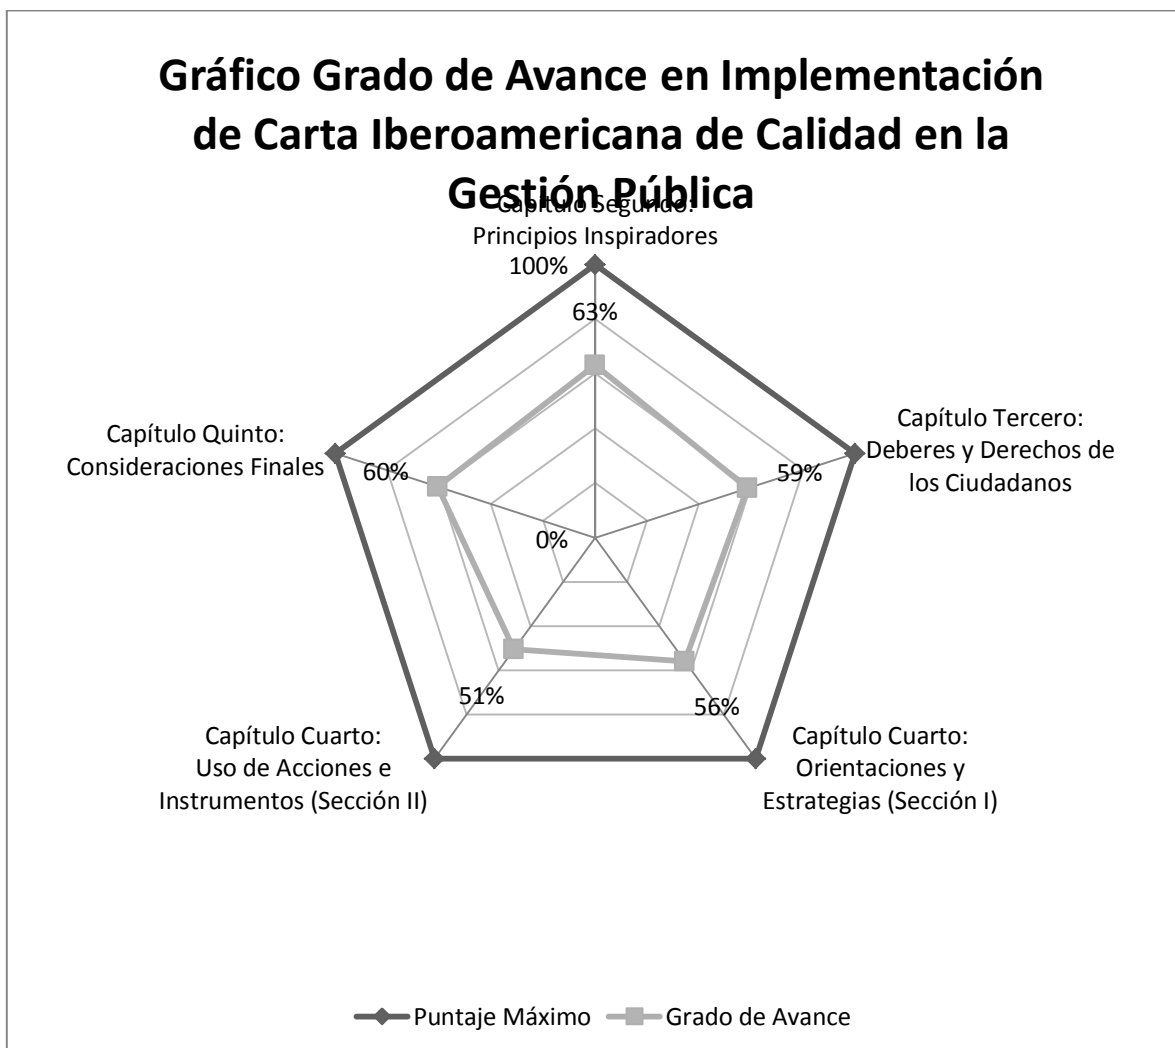 Gráfico Grado de Avance en Implementación
de Carta Iberoamericana de Calidad en la
Gestión Pública
Capítulo Segundo:
Principios Inspiradores
100%
63%
Capítulo Tercero:
Deberes y Derechos de
los Ciudadanos
59%
Capítulo Quinto:
Consideraciones Finales
60%
0%
51%
56%
Capítulo Cuarto:
Uso de Acciones e
Instrumentos (Sección II)
Capítulo Cuarto:
Orientaciones y
Estrategias (Sección I)
Puntaje Máximo
Grado de Avance